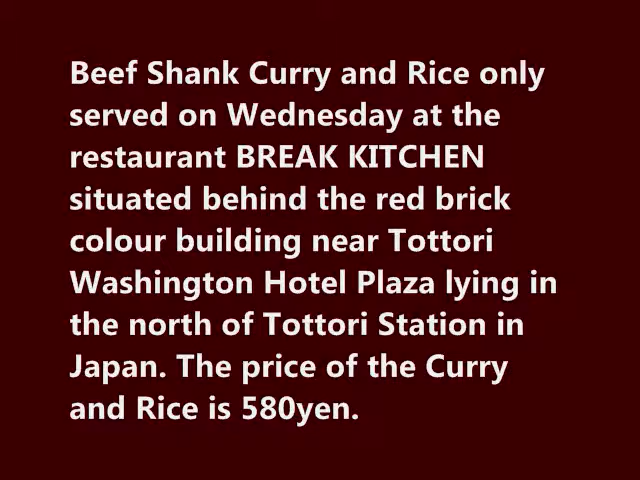 Beef Shank Curry and Rice only
served on Wednesday at the
restaurant BREAK KITCHEN
situated behind the red brick
colour building near Tottori
Washington Hotel Plaza lying in
the north of Tottori Station in
Japan. The price of the Curry
and Rice is 580yen.